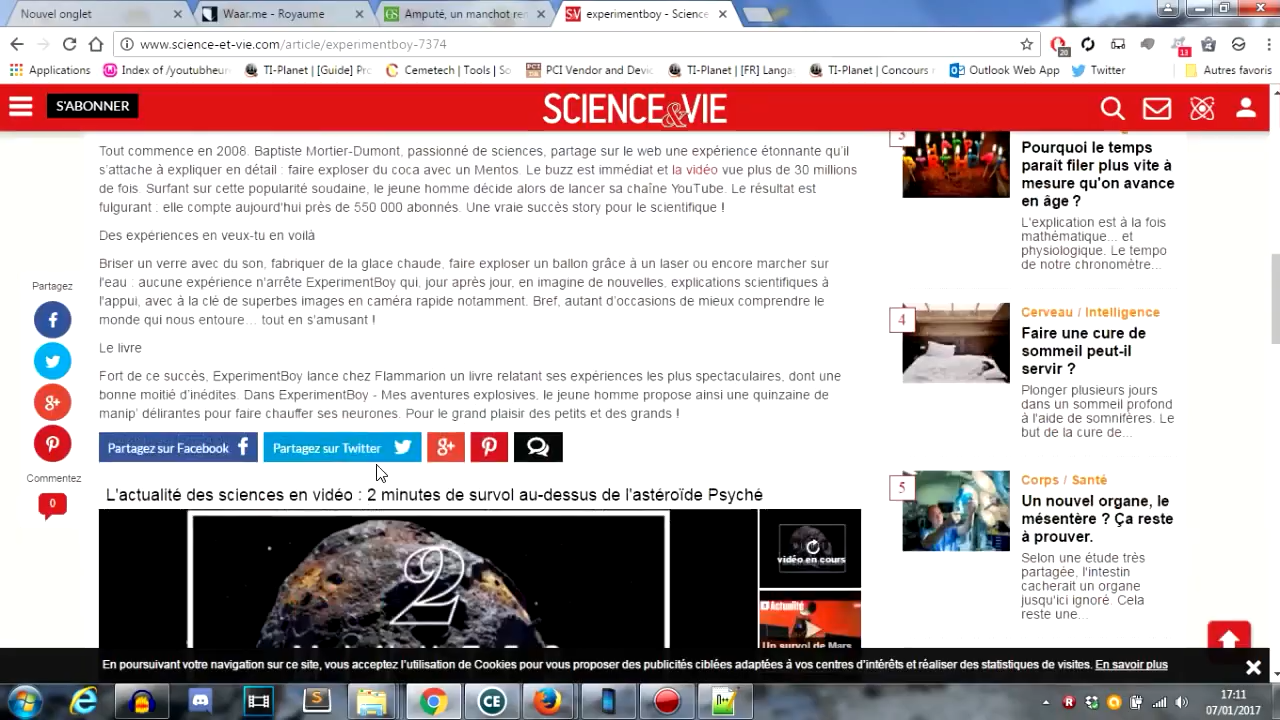 Nouvel onglet
Waar.me - Royaume
Amputé, un manchot re
experimentboy - Science
www.science-et-vie.com/article/experimentboy-7374
20
13
Applications
Index of /youtubheur
TI-Planet | [Guide] Pr
Cemetech | Tools | So
PCI Vendor and Devic
TI-Planet | [FR] Langa
TI-Planet | Concours
Outlook Web App
Twitter
Autres favoris
S'ABONNER
SCIENCE&VIE
Tout commence en 2008. Baptiste Mortier-Dumont, passionné de sciences, partage sur le web une expérience étonnante qu'il
s'attache à expliquer en détail : faire exploser du coca avec un Mentos. Le buzz est immédiat et la vidéo vue plus de 30 millions
de fois. Surfant sur cette popularité soudaine, le jeune homme décide alors de lancer sa chaîne YouTube. Le résultat est
fulgurant : elle compte aujourd'hui près de 550 000 abonnés. Une vraie succès story pour le scientifique !
Des expériences en veux-tu en voilà
Briser un verre avec du son, fabriquer de la glace chaude, faire exploser un ballon grâce à un laser ou encore marcher sur
l'eau : aucune expérience n'arrête ExperimentBoy qui, jour après jour, en imagine de nouvelles, explications scientifiques à
l'appui, avec à la clé de superbes images en caméra rapide notamment. Bref, autant d'occasions de mieux comprendre le
monde qui nous entoure... tout en s'amusant !
Le livre
Fort de ce succès, ExperimentBoy lance chez Flammarion un livre relatant ses expériences les plus spectaculaires, dont une
bonne moitié d'inédites. Dans ExperimentBoy - Mes aventures explosives, le jeune homme propose ainsi une quinzaine de
manip' délirantes pour faire chauffer ses neurones. Pour le grand plaisir des petits et des grands !
Partagez
Commentez
0
Partagez sur Facebook
Partagez sur Twitter
L'actualité des sciences en vidéo : 2 minutes de survol au-dessus de l'astéroïde Psyché
2
vidéo en cours
Actualité
Un survol de Mars
3
Pourquoi le temps
paraît filer plus vite à
mesure qu'on avance
en âge ?
L'explication est à la fois
mathématique... et
physiologique. Le tempo
de notre chronomètre...
4
Cerveau / Intelligence
Faire une cure de
sommeil peut-il
servir ?
Plonger plusieurs jours
dans un sommeil profond
à l'aide de somnifères. Le
but de la cure de...
5
Corps / Santé
Un nouvel organe, le
mésentère ? Ça reste
à prouver.
Selon une étude très
partagée, l'intestin
cacherait un organe
jusqu'ici ignoré. Cela
reste une...
En poursuivant votre navigation sur ce site, vous acceptez l'utilisation de Cookies pour vous proposer des publicités ciblées adaptées à vos centres d'intérêts et réaliser des statistiques de visites. En savoir plus
17:11
07/01/2017